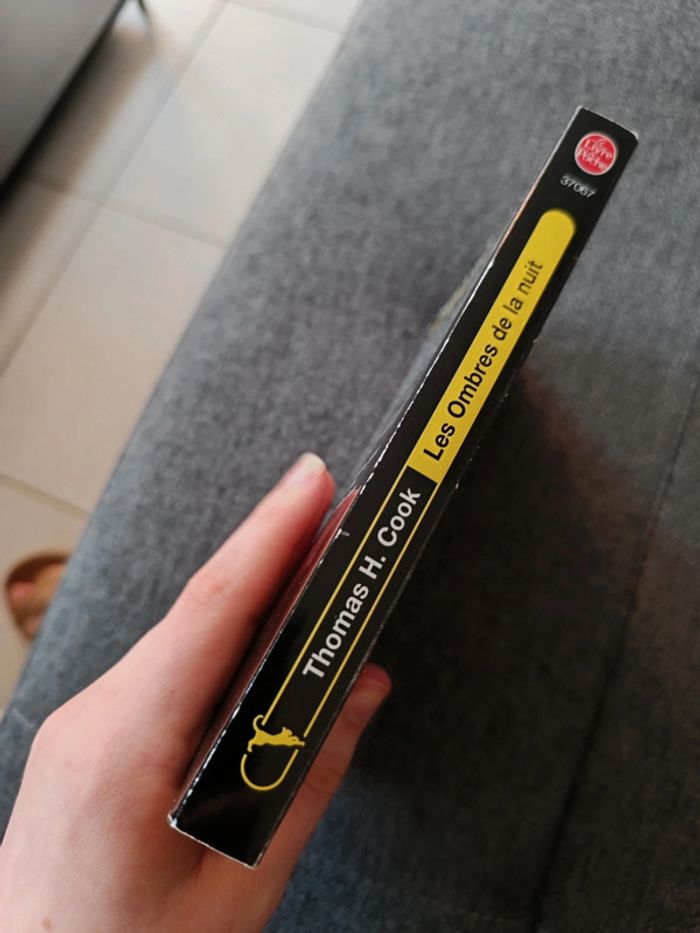 Le
Livre
de
Poche
37067
Les Ombres de la nuit
Thomas H. Cook